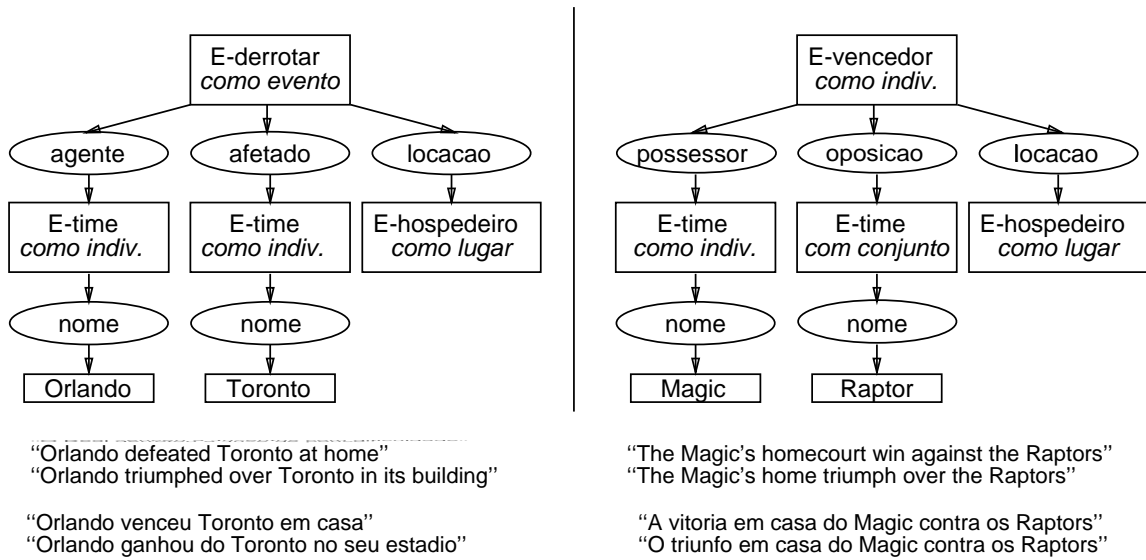 E-derrotar
como evento
agente
afetado
locacao
E-time
como indiv.
E-time
como indiv.
E-hospedeiro
como lugar
nome
nome
Orlando
Toronto
“Orlando defeated Toronto at home”
“Orlando triumphed over Toronto in its building”
“Orlando venceu Toronto em casa”
“Orlando ganhou do Toronto no seu estadio”
E-vencedor
como indiv.
possessor
oposicao
locacao
E-time
como indiv.
E-time
com conjunto
E-hospedeiro
como lugar
nome
nome
Magic
Raptor
“The Magic’s homecourt win against the Raptors”
“The Magic’s home triumph over the Raptors”
“A vitoria em casa do Magic contra os Raptors”
“O triunfo em casa do Magic contra os Raptors”